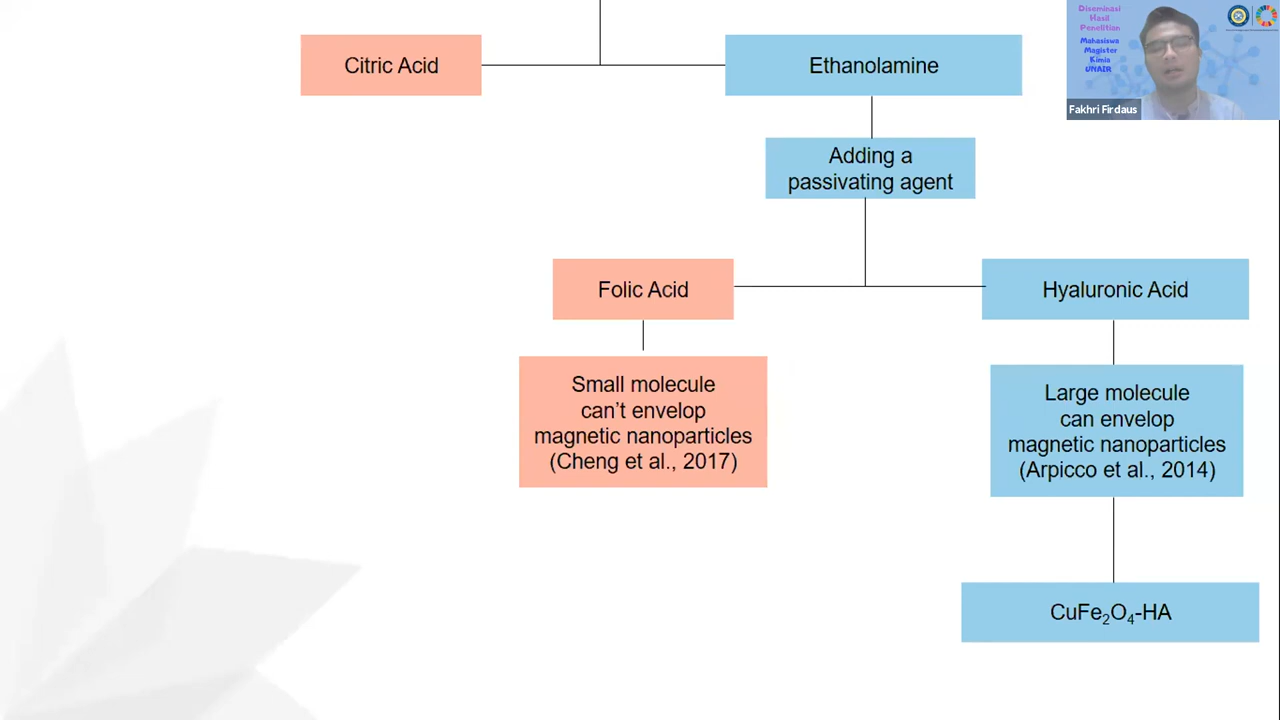 Citric Acid
Ethanolamine
Diseminasi
Hasil
Penelitian
Mahasiswa
Magister
Kimia
UNAIR
Fakhri Firdaus
Adding a
passivating agent
Folic Acid
Hyaluronic Acid
Small molecule
can’t envelop
magnetic nanoparticles
(Cheng et al., 2017)
Large molecule
can envelop
magnetic nanoparticles
(Arpicco et al., 2014)
CuFe₂O₄-HA